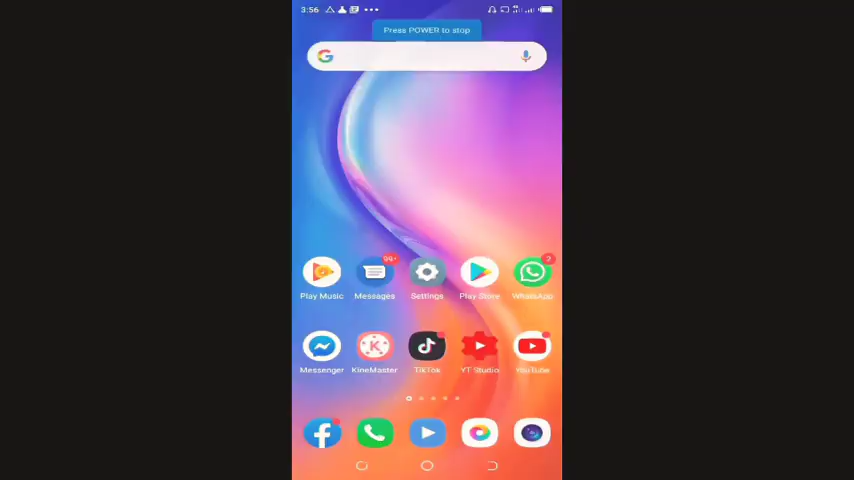 3:56
Press POWER to stop
G
99+
2
Play Music Messages Settings Play Store WhatsApp
K
Messenger KineMaster TikTok YT Studio YouTube